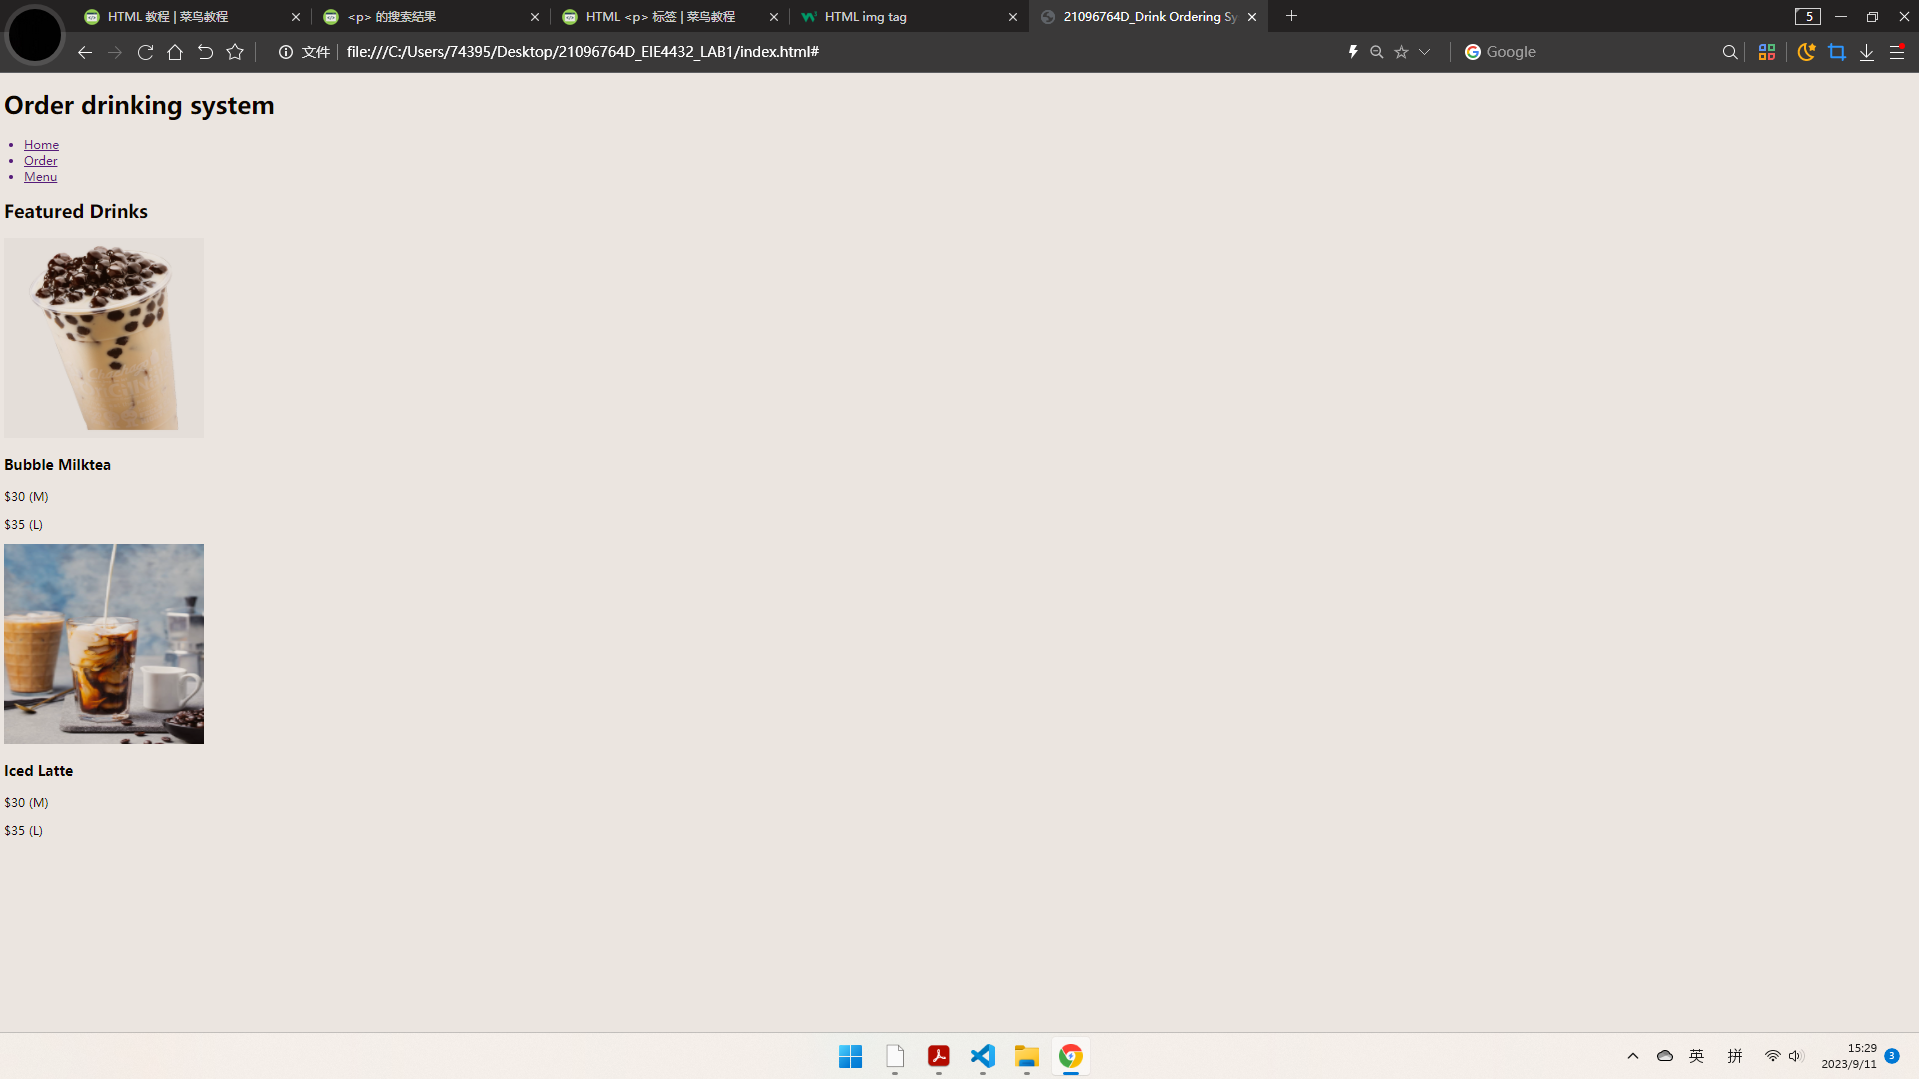 HTML 教程 | 菜鸟教程
<p> 的搜索结果
HTML <p> 标签 | 菜鸟教程
HTML img tag
21096764D_Drink Ordering Sy
5
文件
file:///C:/Users/74395/Desktop/21096764D_EIE4432_LAB1/index.html#
Google
Order drinking system
Home
Order
Menu
Featured Drinks
Bubble Milktea
$30 (M)
$35 (L)
Iced Latte
$30 (M)
$35 (L)
英
拼
15:29
2023/9/11
3